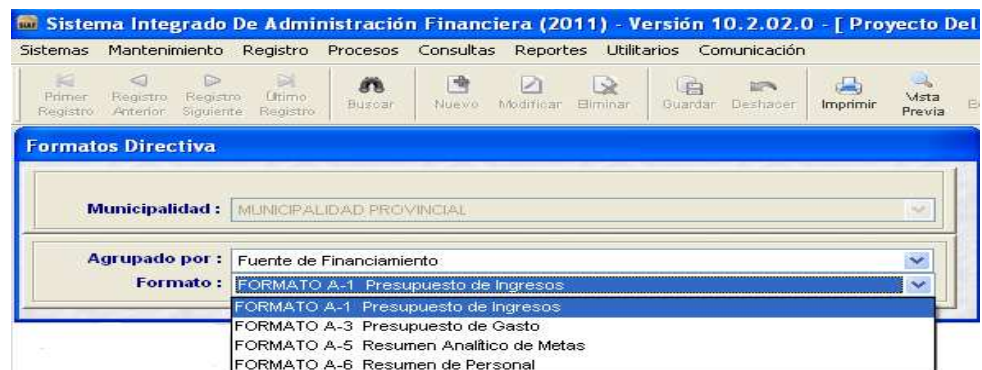 Sistema Integrado De Administración Financiera (2011) - Versión 10.2.02.0 - [ Proyecto Del
Sistemas Mantenimiento Registro Procesos Consultas Reportes Utilitarios Comunicación
Primer Registro Registro Anterior Registro Siguiente Último Registro Buscar Nuevo Modificar Eliminar Guardar Deshacer Imprimir Vista Previa
Formatos Directiva
Municipalidad : MUNICIPALIDAD PROVINCIAL
Agrupado por : Fuente de Financiamiento
Formato : FORMATO A-1 Presupuesto de Ingresos
FORMATO A-1 Presupuesto de Ingresos
FORMATO A-3 Presupuesto de Gasto
FORMATO A-5 Resumen Analítico de Metas
FORMATO A-6 Resumen de Personal